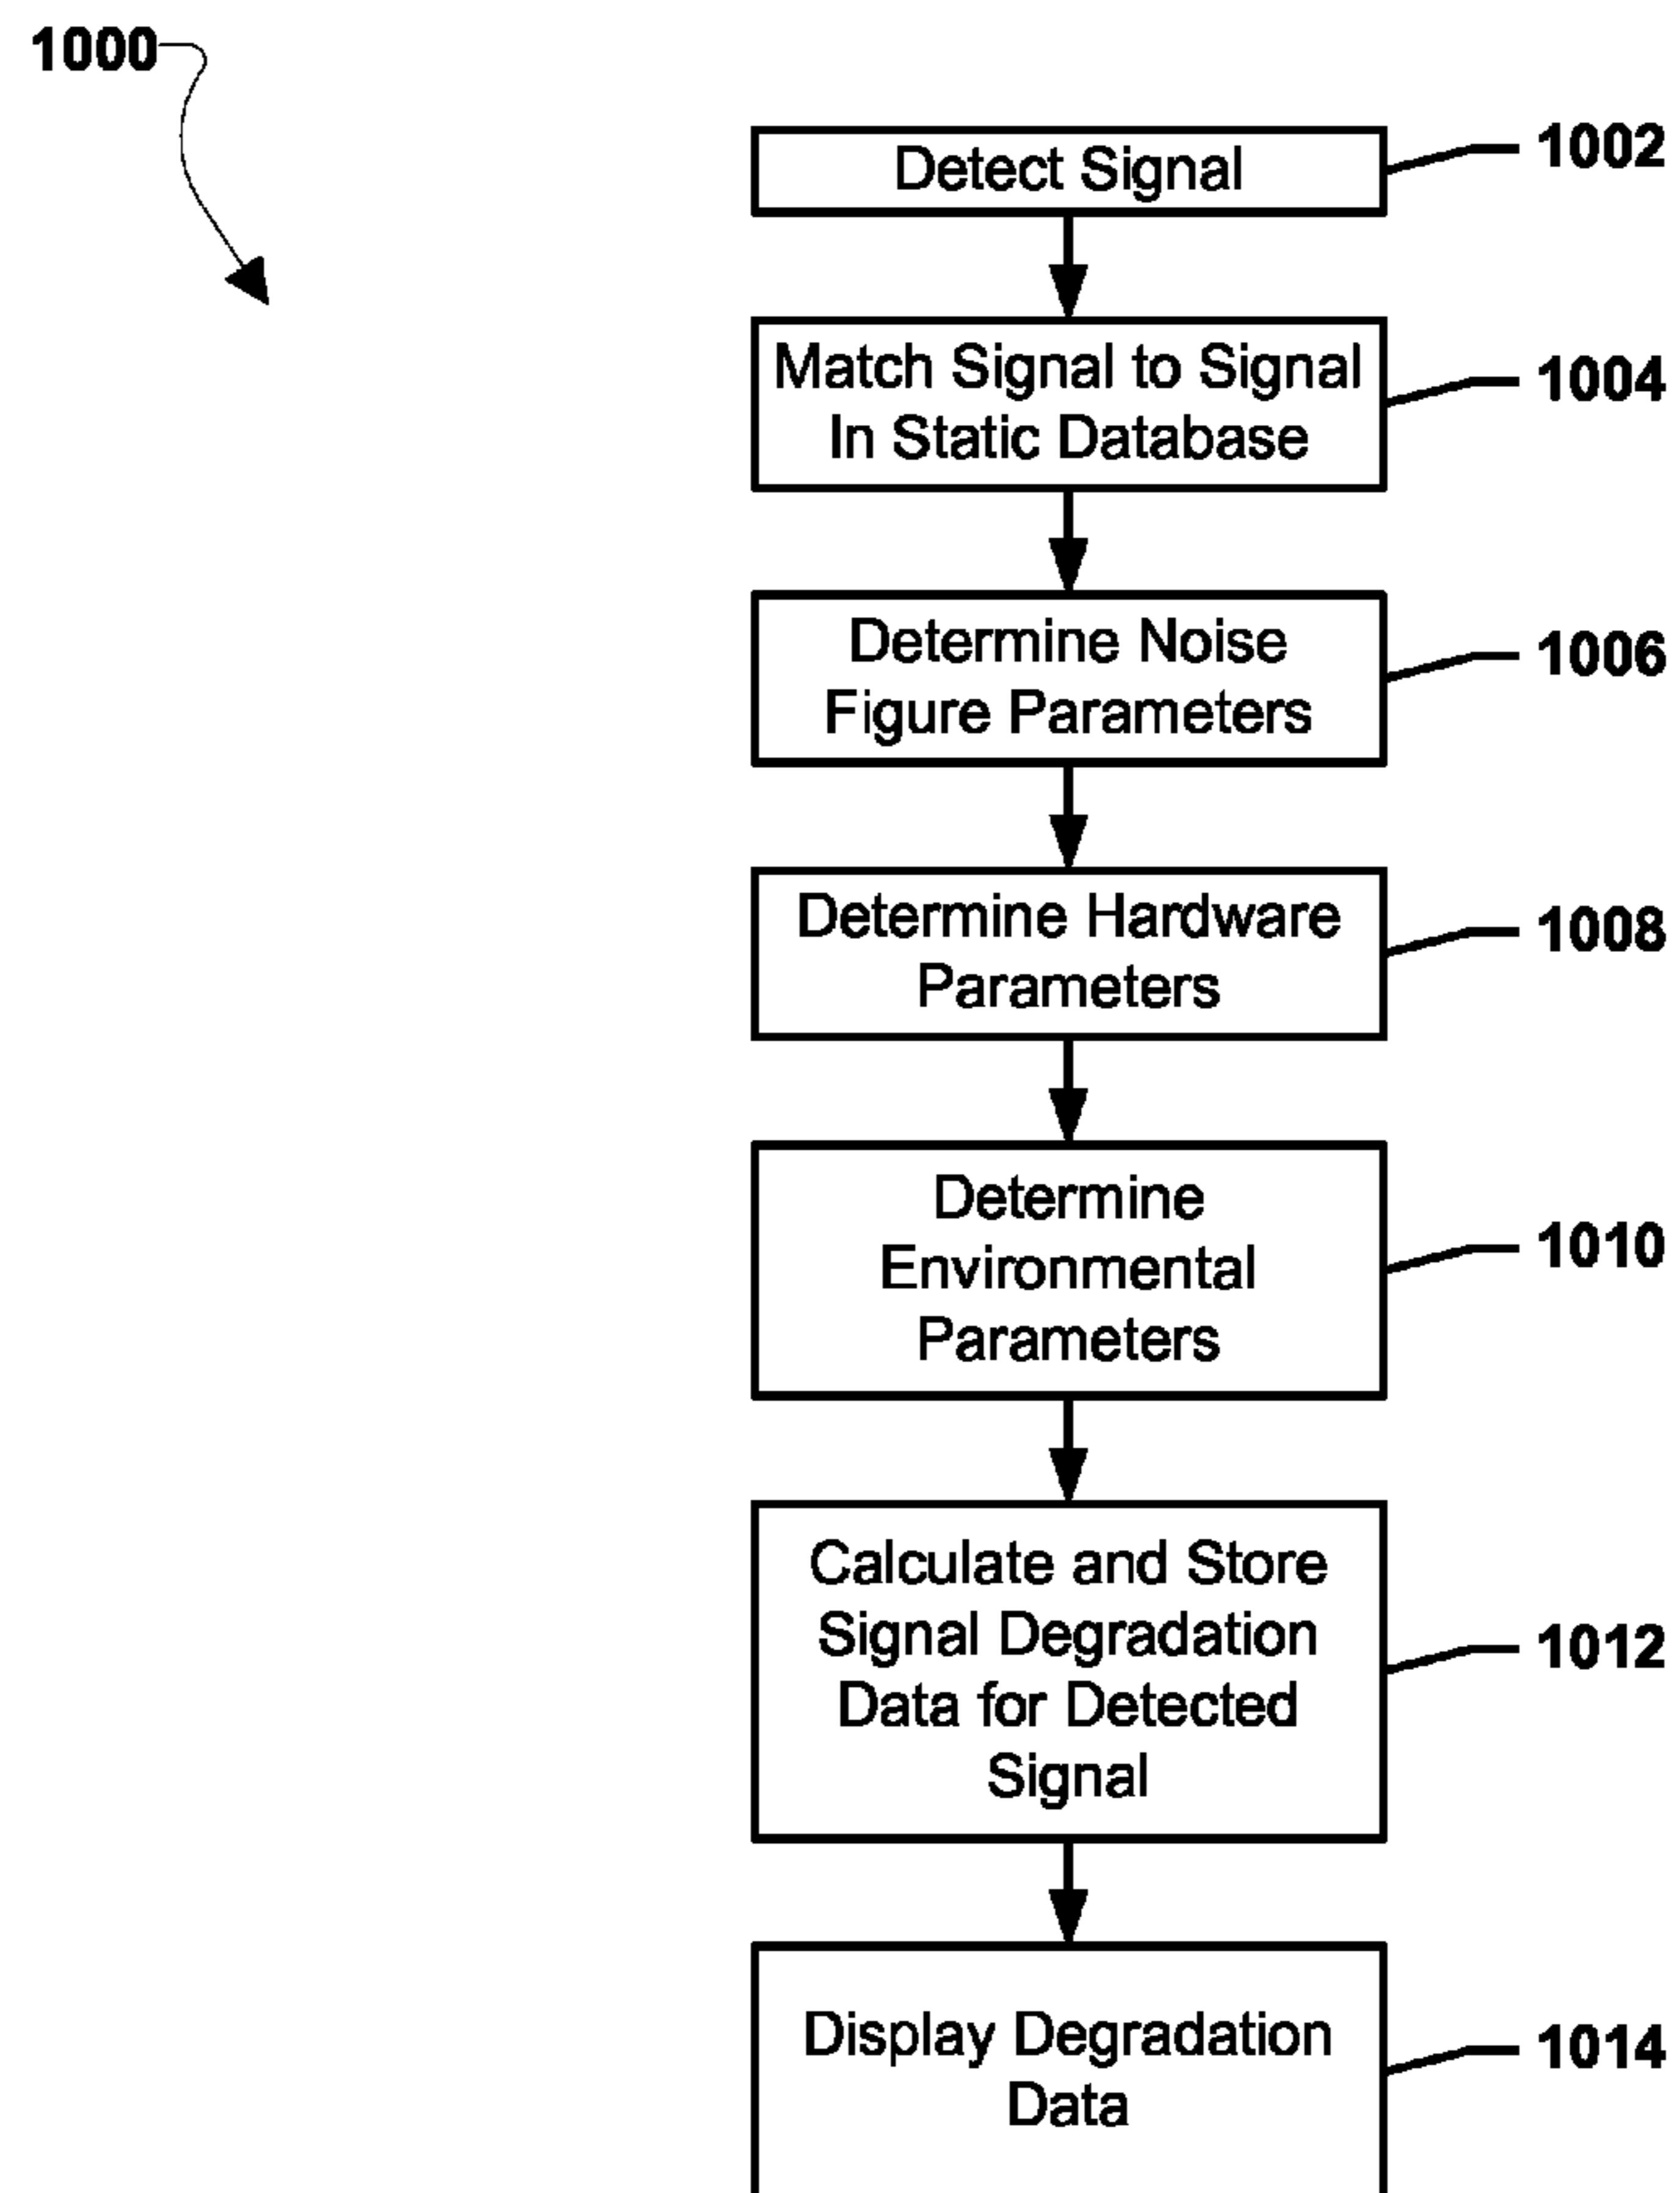 1000
Detect Signal
1002
Match Signal to Signal
In Static Database
1004
Determine Noise
Figure Parameters
1006
Determine Hardware
Parameters
1008
Determine
Environmental
Parameters
1010
Calculate and Store
Signal Degradation
Data for Detected
Signal
1012
Display Degradation
Data
1014